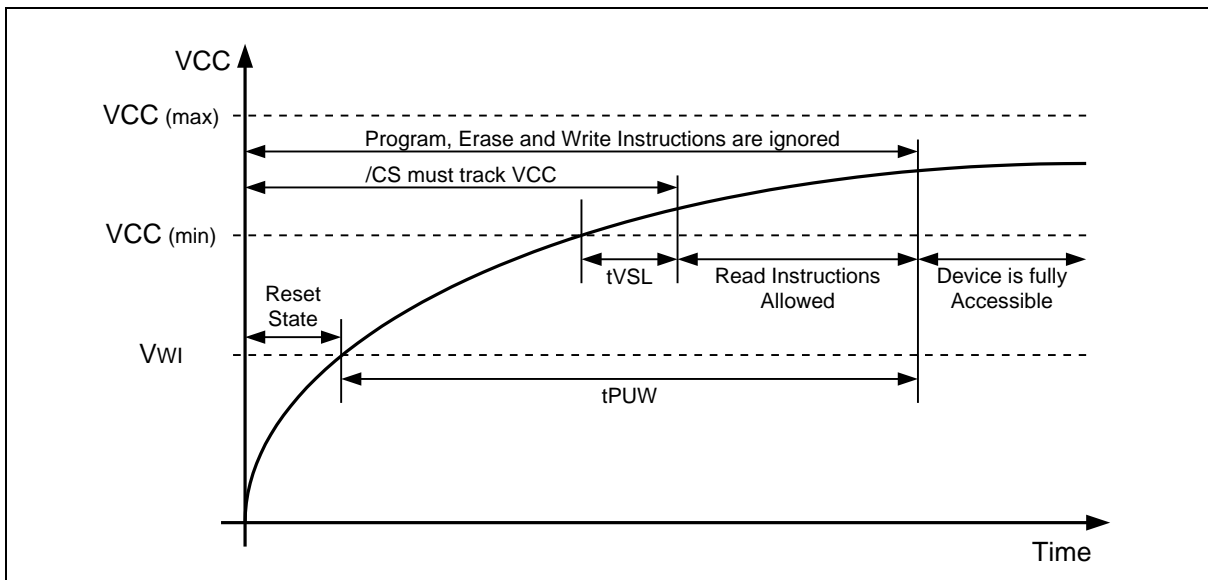 VCC
VCC (max)
Program, Erase and Write Instructions are ignored
/CS must track VCC
VCC (min)
tVSL
Read Instructions
Allowed
Device is fully
Accessible
Reset
State
VWI
tPUW
Time